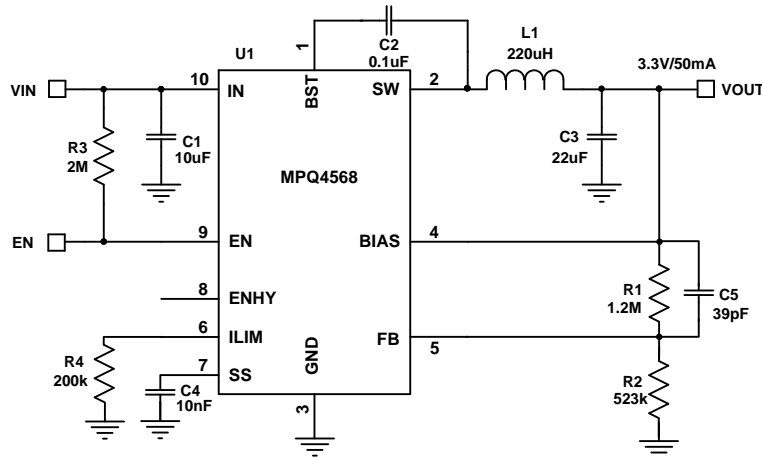 1
C2
0.1uF
L1
220uH
U1
3.3V/50mA
VIN
10
IN
BST
SW
2
VOUT
R3
2M
C1
10uF
C3
22uF
MPQ4568
EN
9
EN
BIAS
4
8
ENHY
R1
1.2M
C5
39pF
6
ILIM
FB
5
R4
200k
7
SS
GND
C4
10nF
R2
523k
3